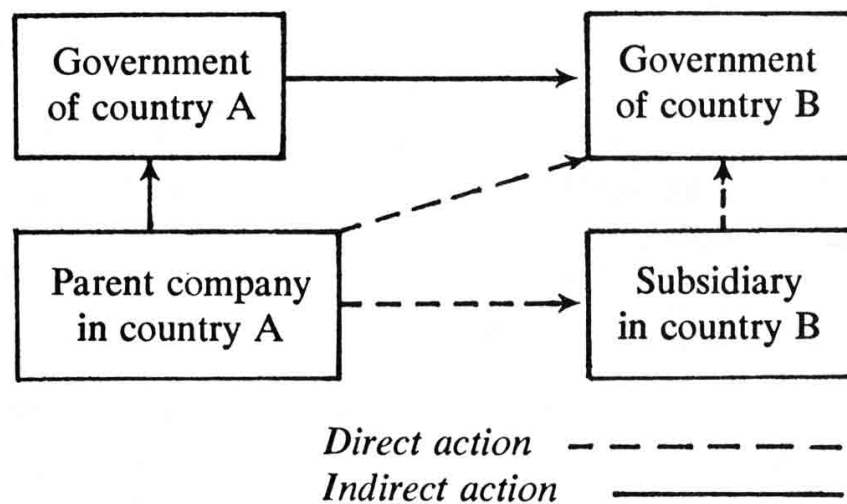 Government
of country A
Government
of country B
Parent company
in country A
Subsidiary
in country B
Direct action
Indirect action